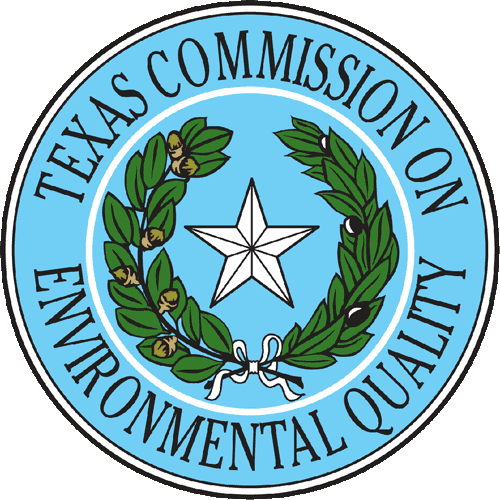 TEXAS COMMISSION ON
ENVIRONMENTAL QUALITY